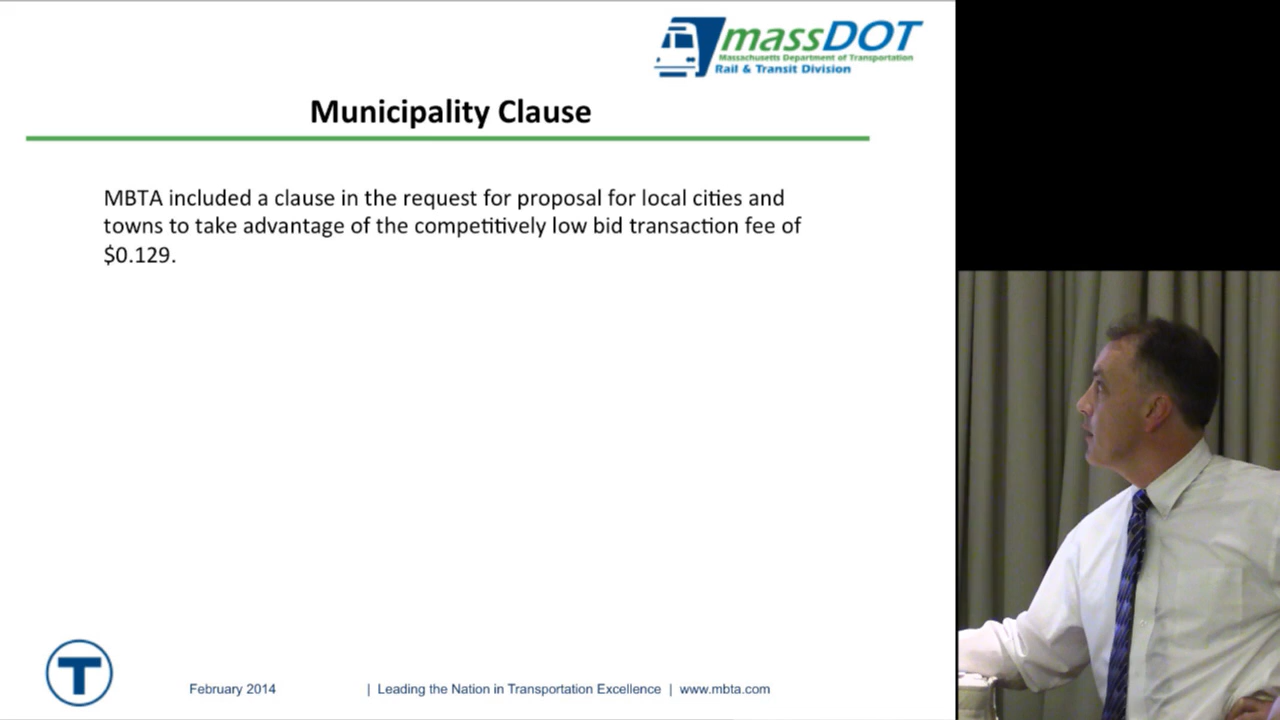 massDOT
Massachusetts Department of Transportation
Rail & Transit Division
Municipality Clause
MBTA included a clause in the request for proposal for local cities and
towns to take advantage of the competitively low bid transaction fee of
$0.129.
T
February 2014 | Leading the Nation in Transportation Excellence | www.mbta.com